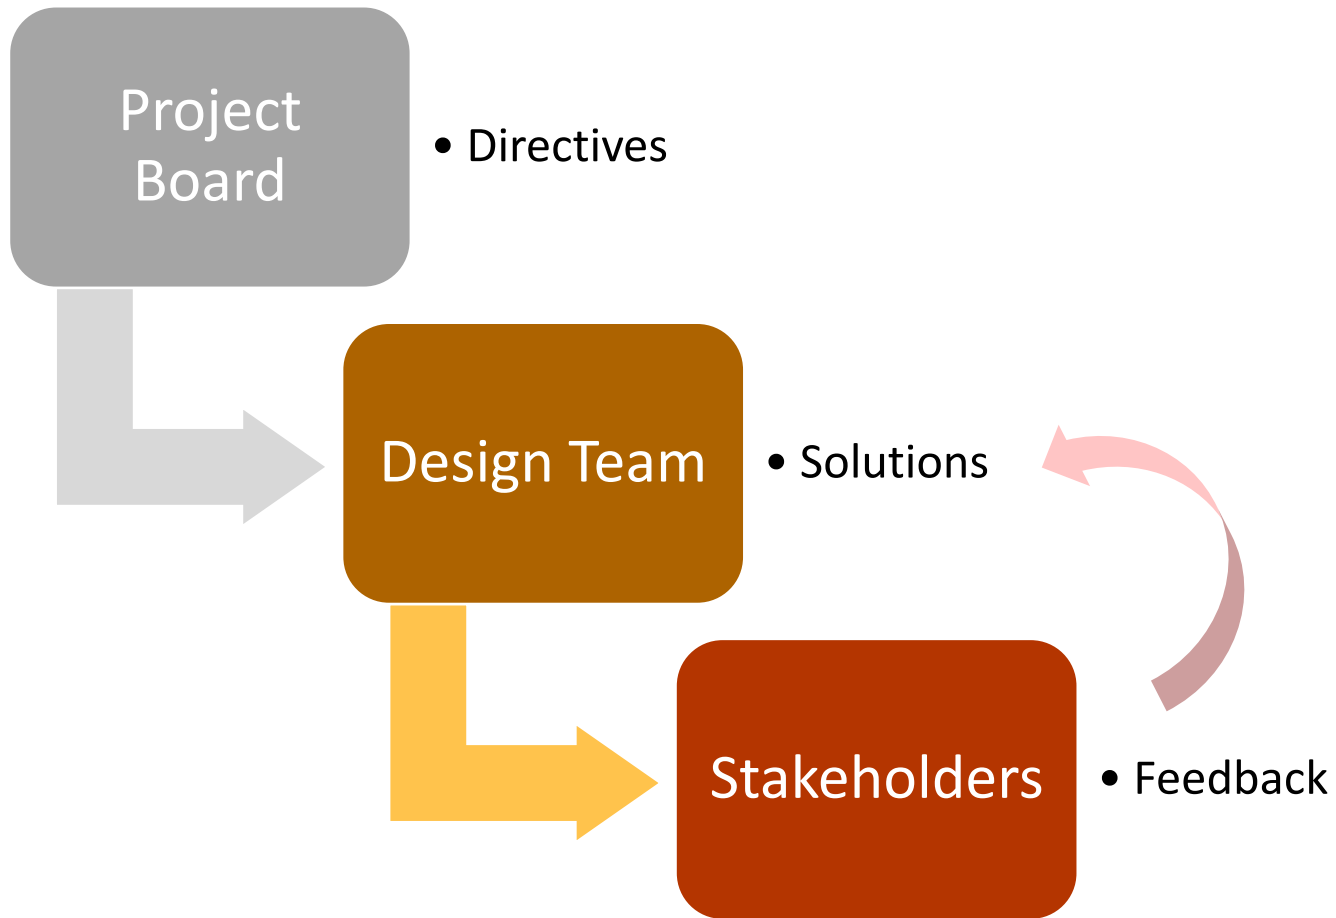 Project
Board
• Directives
Design Team
• Solutions
Stakeholders
• Feedback